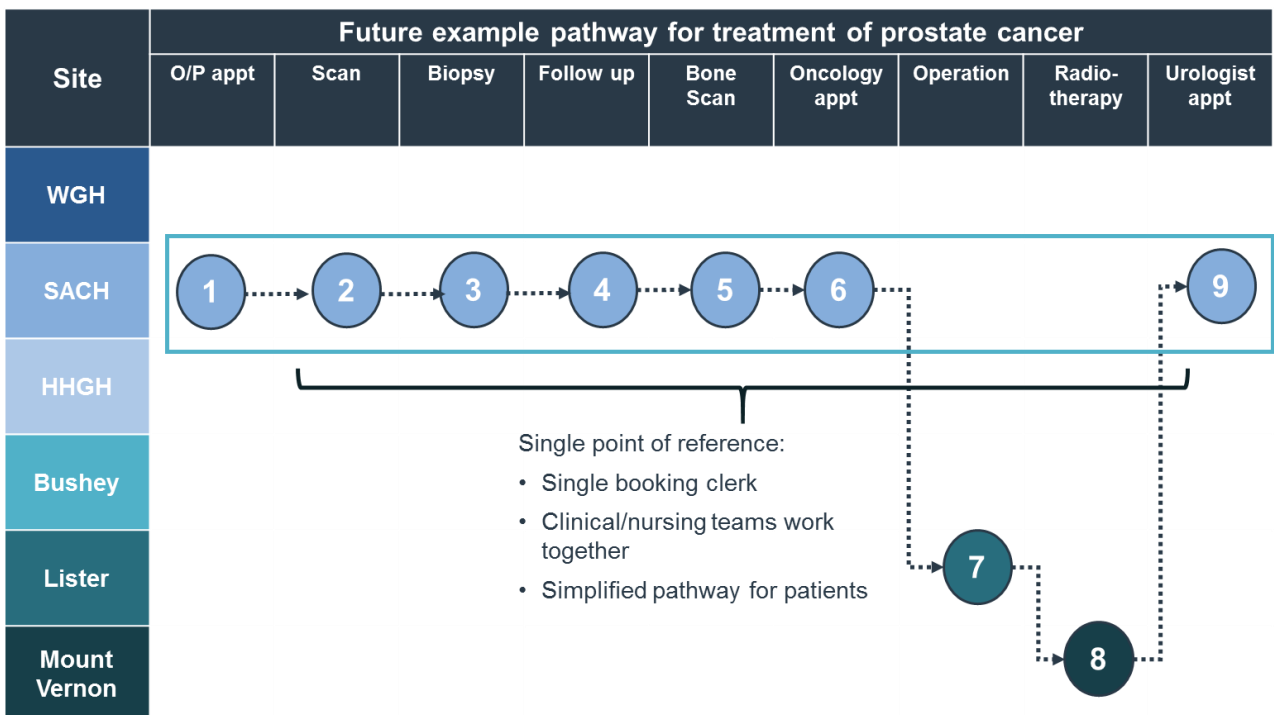 Future example pathway for treatment of prostate cancer
Site
O/P appt
Scan
Biopsy
Follow up
Bone
Scan
Oncology
appt
Operation
Radio-
therapy
Urologist
appt
WGH
SACH
1
2
3
4
5
6
9
HHGH
Single point of reference:
• Single booking clerk
• Clinical/nursing teams work
together
• Simplified pathway for patients
Bushey
Lister
7
Mount
Vernon
8